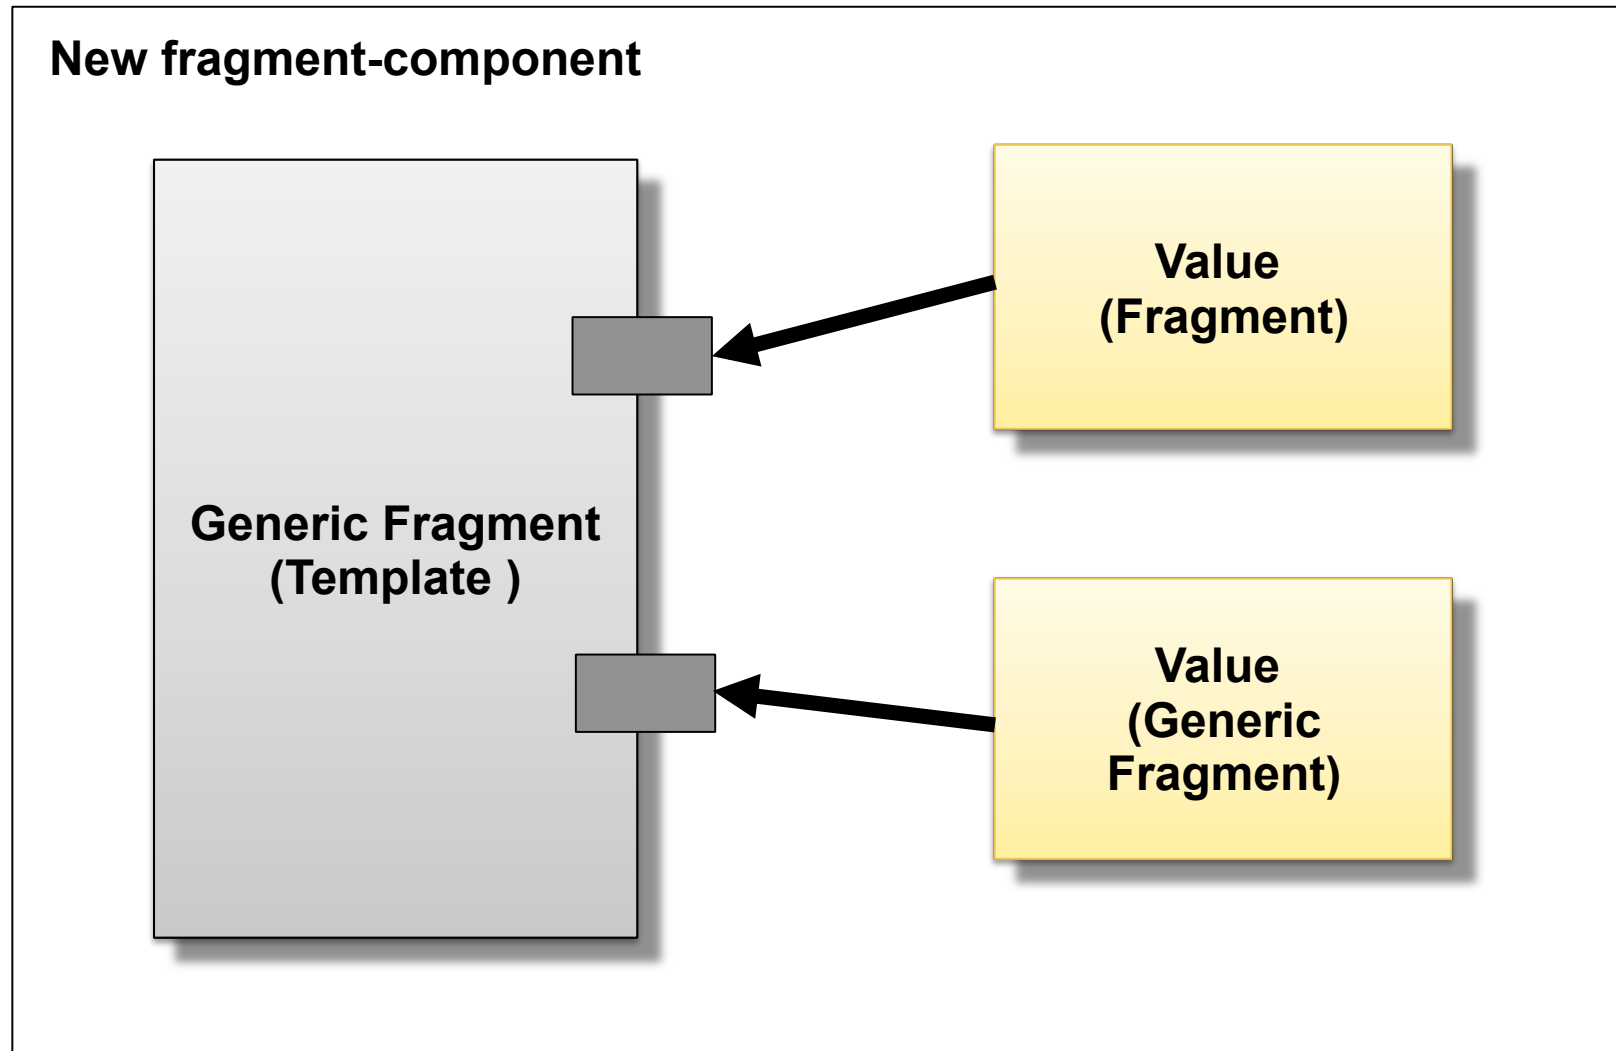 New fragment-component
Value
(Fragment)
Generic Fragment
(Template )
Value
(Generic
Fragment)